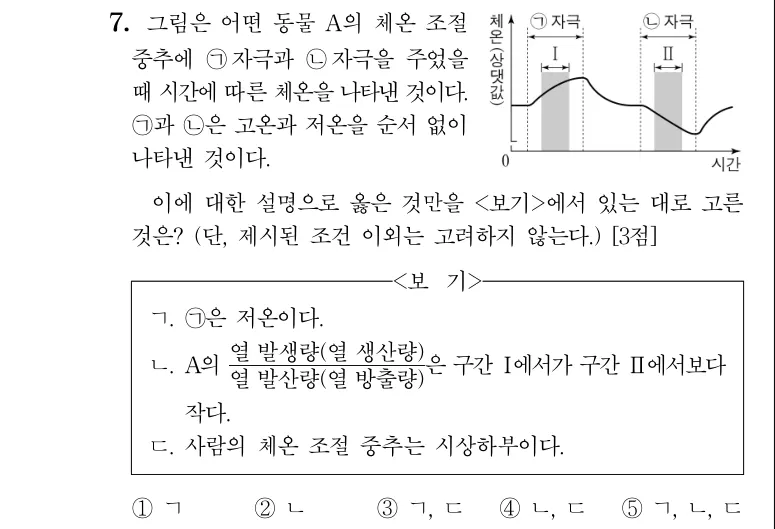 7. 그림은 어떤 동물 A의 체온 조절
중추에 ㉠자극과 ㉡자극을 주었을
때 시간에 따른 체온을 나타낸 것이다.
㉠과 ㉡은 고온과 저온을 순서 없이
나타낸 것이다.
체온(상댓값)
㉠ 자극
㉡ 자극
Ⅰ
Ⅱ
0
시간
이에 대한 설명으로 옳은 것만을 <보기>에서 있는 대로 고른
것은? (단, 제시된 조건 이외는 고려하지 않는다.) [3점]
<보 기>
ㄱ. ㉠은 저온이다.
열 발생량(열 생산량)
ㄴ. A의 은 구간 Ⅰ에서가 구간 Ⅱ에서보다
열 발산량(열 방출량)
작다.
ㄷ. 사람의 체온 조절 중추는 시상하부이다.
① ㄱ ② ㄴ ③ ㄱ, ㄷ ④ ㄴ, ㄷ ⑤ ㄱ, ㄴ, ㄷ